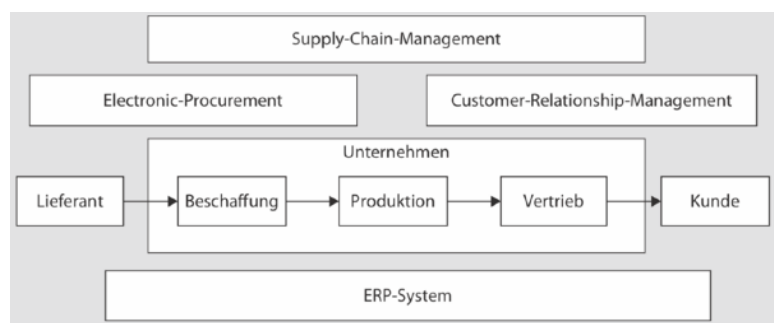 Supply-Chain-Management
Electronic-Procurement
Customer-Relationship-Management
Unternehmen
Lieferant
Beschaffung
Produktion
Vertrieb
Kunde
ERP-System